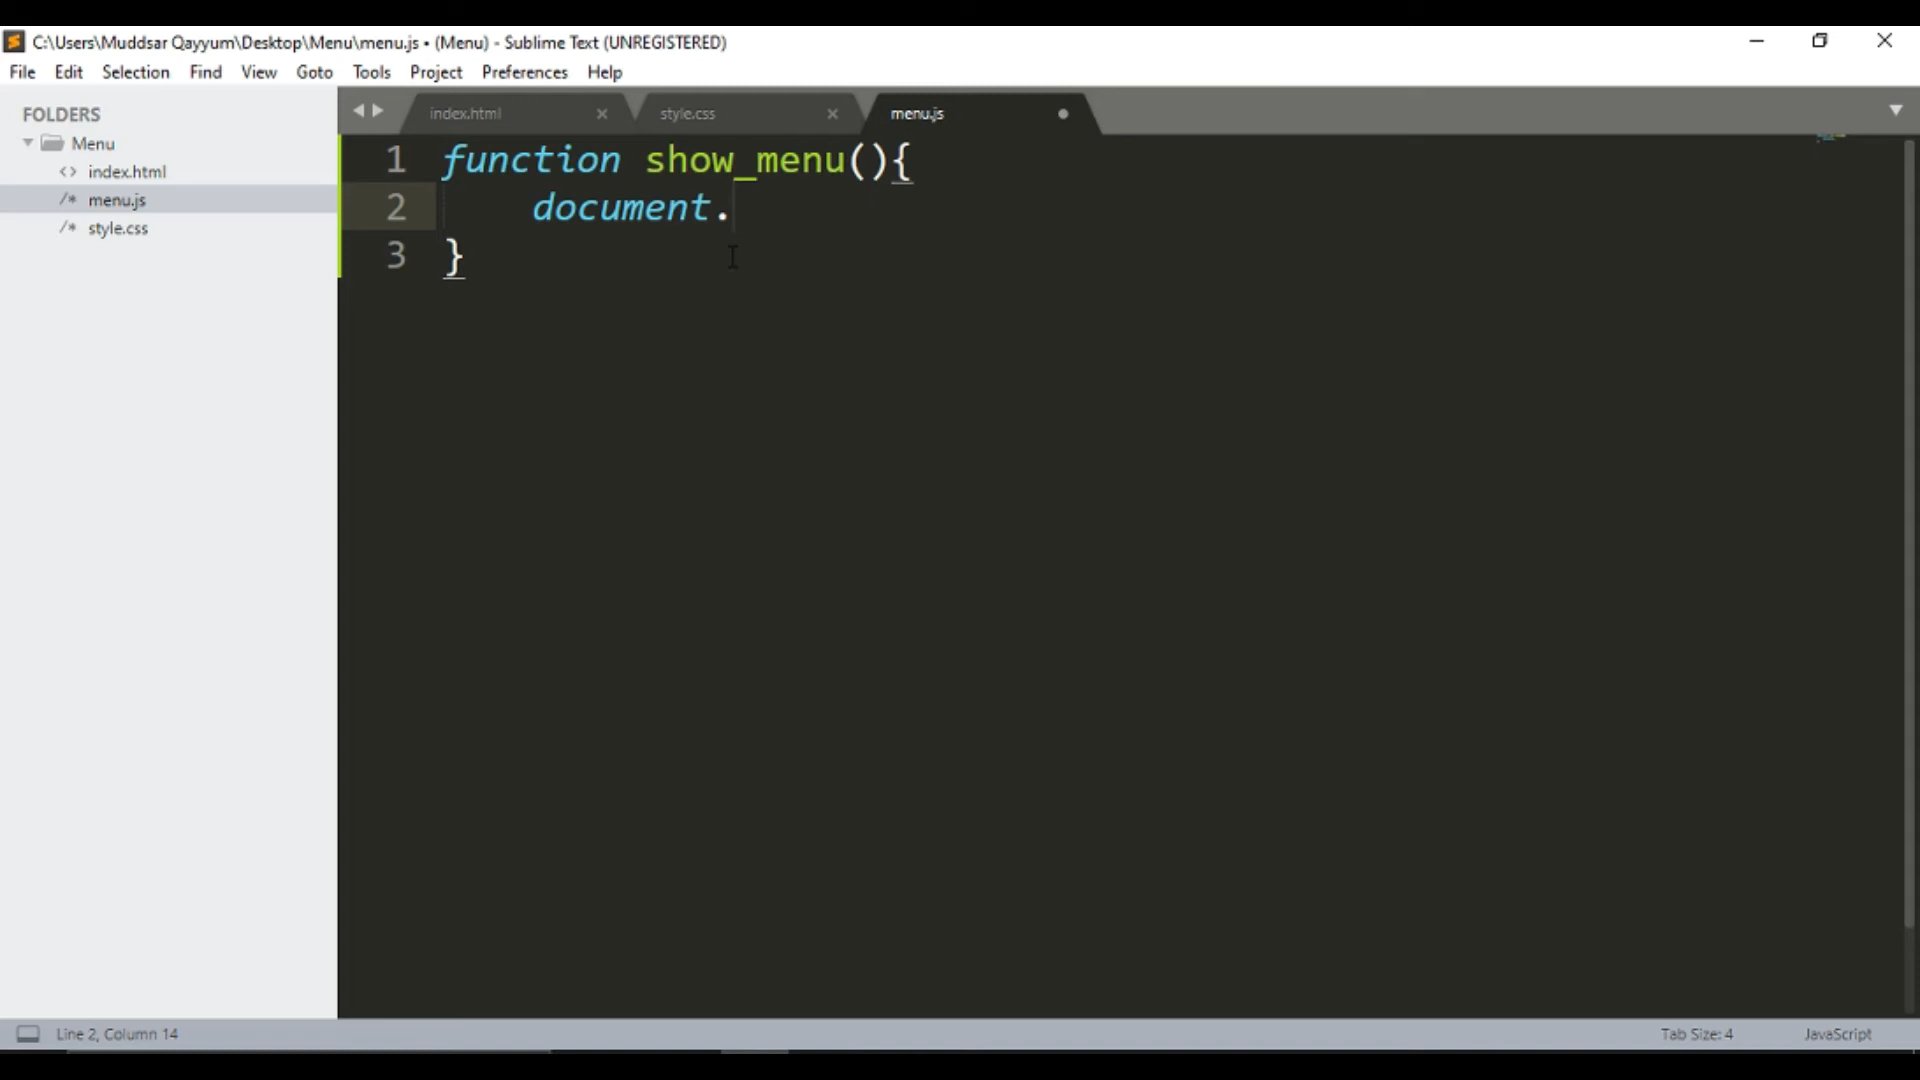 C:\Users\Muddsar Qayyum\Desktop\Menu\menu.js • (Menu) - Sublime Text (UNREGISTERED)
File Edit Selection Find View Goto Tools Project Preferences Help
FOLDERS
Menu
<> index.html
/* menu.js
/* style.css
index.html × style.css × menu.js
1 function show_menu(){
2 document.
3 }
Line 2, Column 14
Tab Size: 4 JavaScript